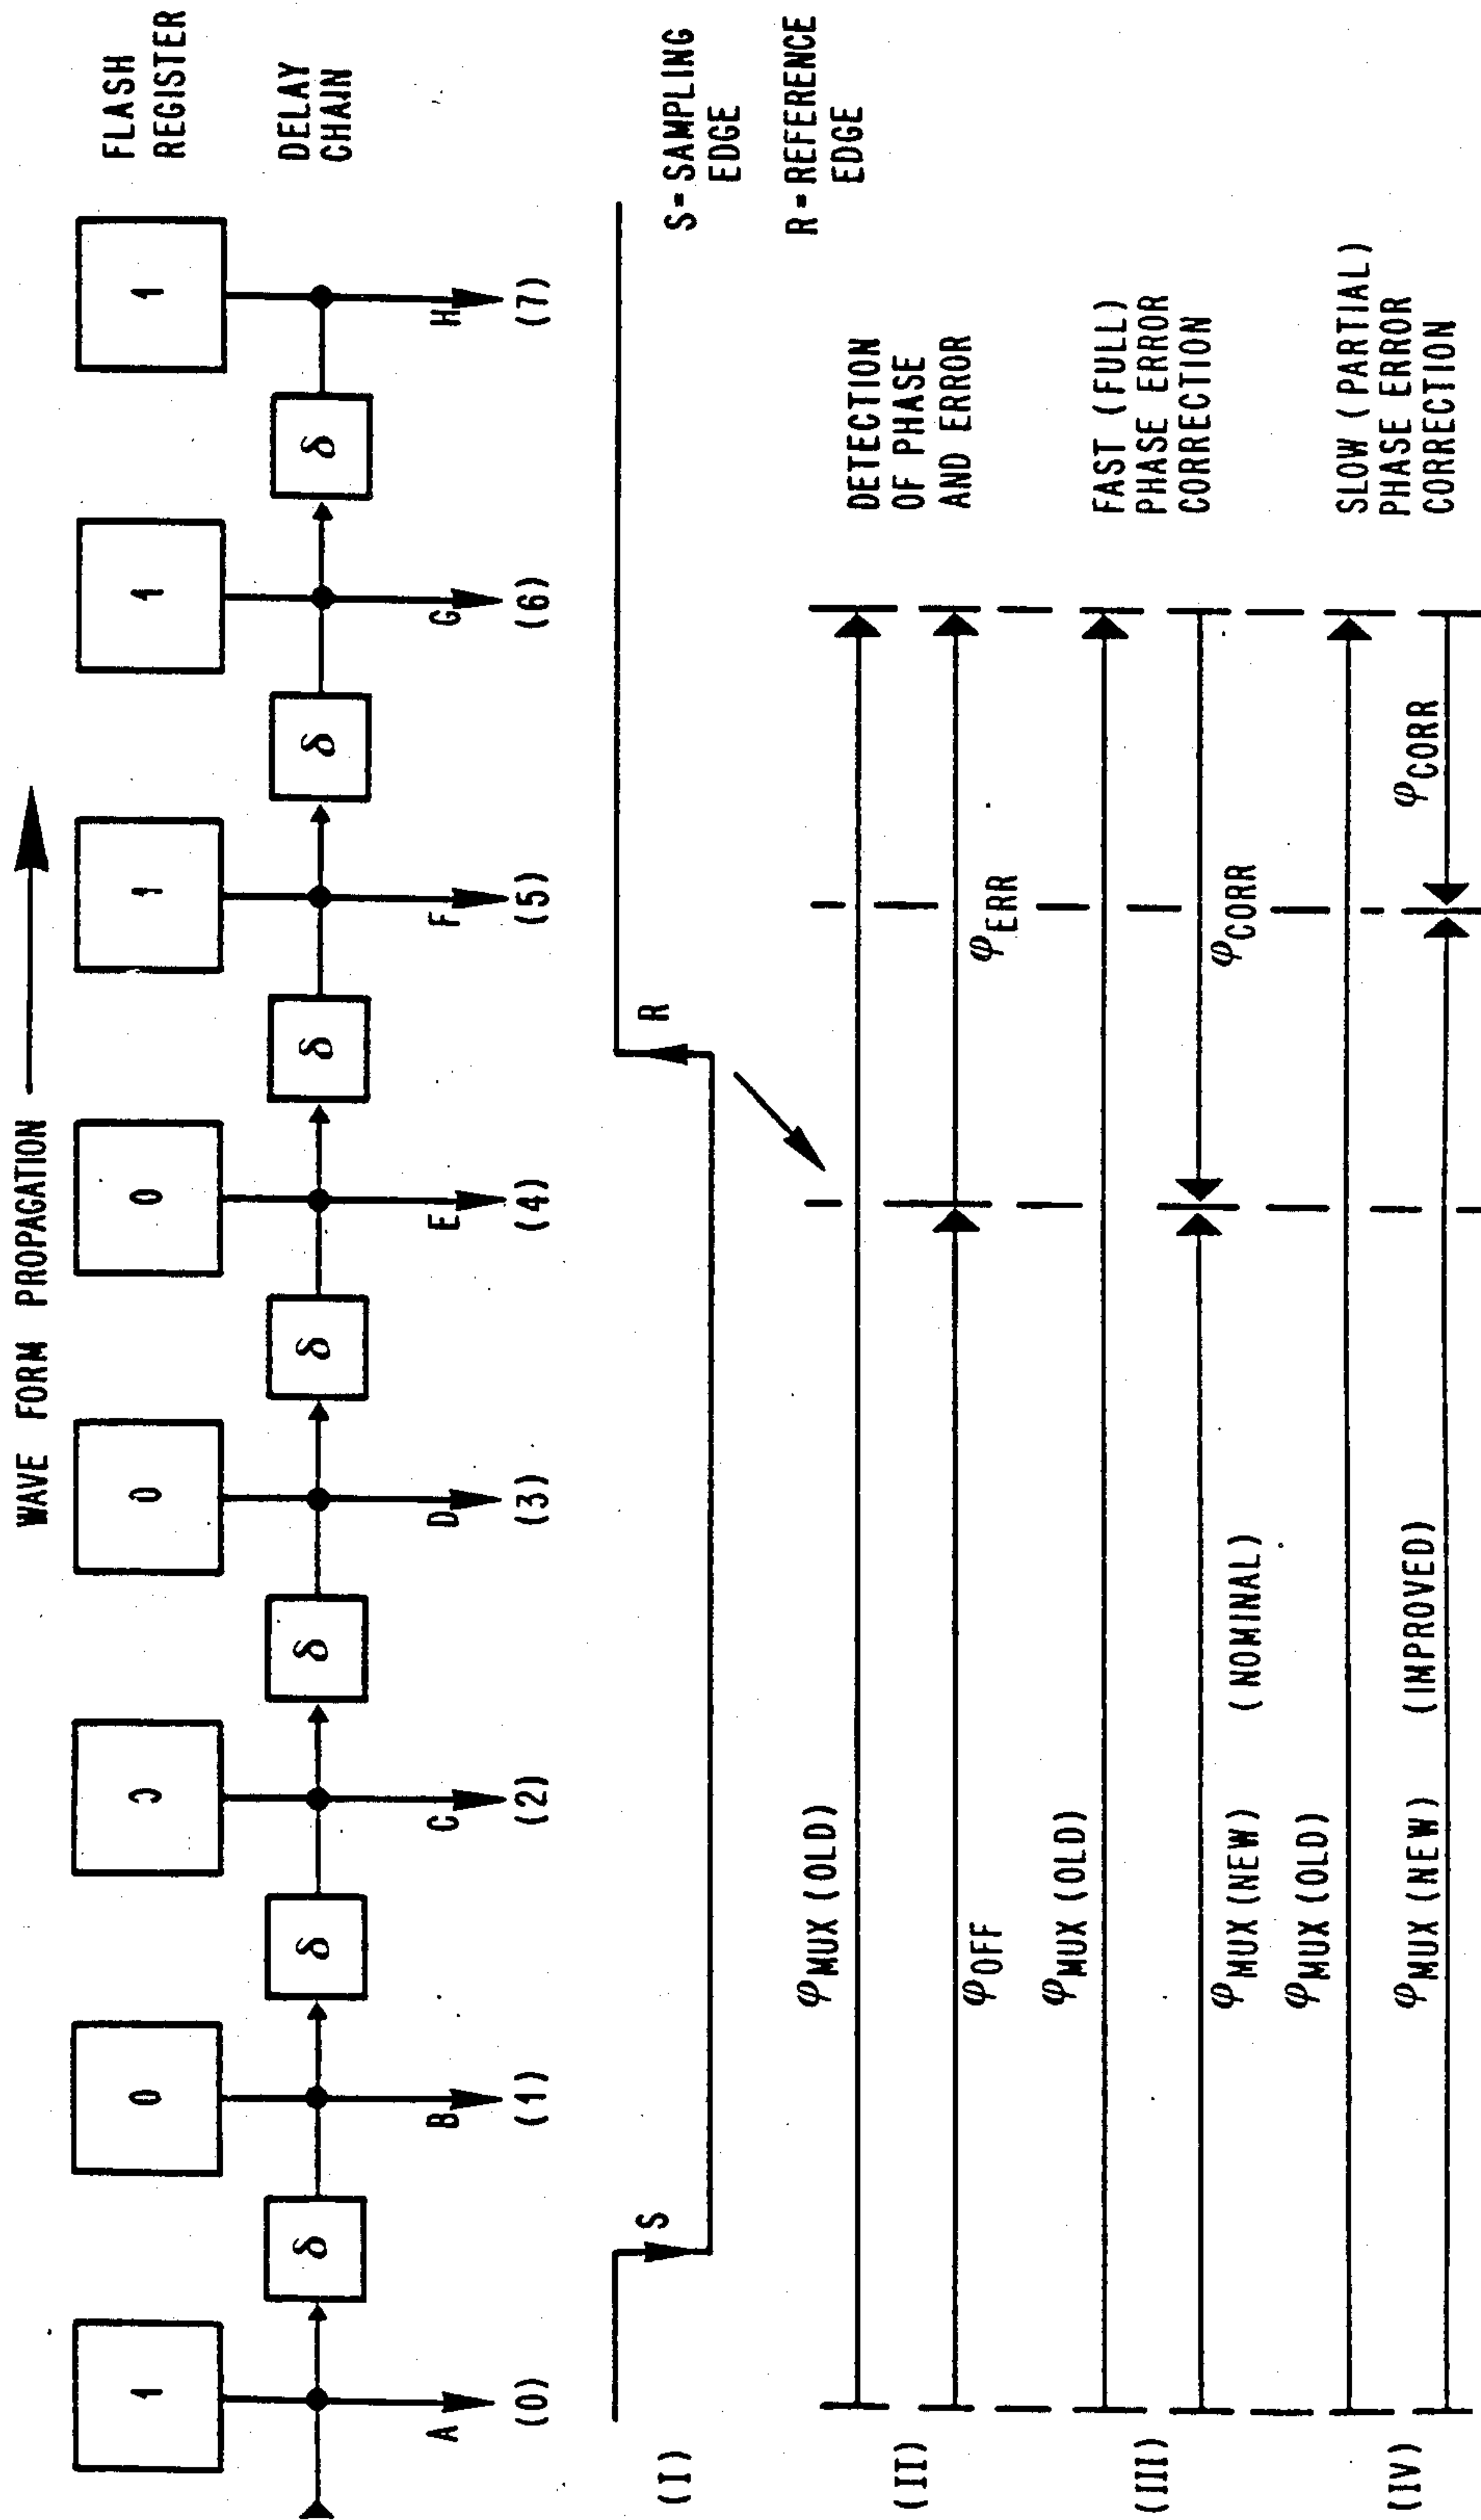 WAVE FORM PROPAGATION
1
0
Ɔ
0
0
1
1
1
FLASH
REGISTER
δ
δ
δ
δ
δ
δ
δ
DELAY
CHAIN
A
B
C
D
E
F
G
H
(0)
(1)
(2)
(3)
(4)
(5)
(6)
(7)
(I)
S
R
S=SAMPLING
EDGE
R=REFERENCE
EDGE
(II)
φMUX(OLD)
φOFF
φERR
DETECTION
OF PHASE
AND ERROR
(III)
φMUX(OLD)
φMUX(NEW) (NOMINAL)
φCORR
FAST (FULL)
PHASE ERROR
CORRECTION
(IV)
φMUX(OLD)
φMUX(NEW) (IMPROVED)
φCORR
SLOW (PARTIAL)
PHASE ERROR
CORRECTION